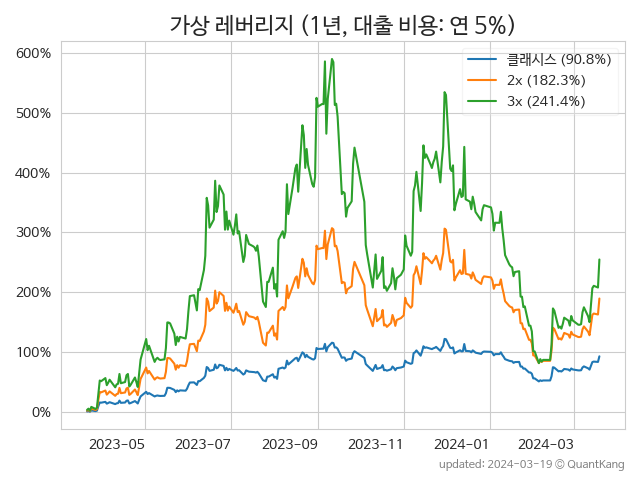 가상 레버리지 (1년, 대출 비용: 연 5%)
클래시스 (90.8%)
2x (182.3%)
3x (241.4%)
600%
500%
400%
300%
200%
100%
0%
2023-05 2023-07 2023-09 2023-11 2024-01 2024-03
updated: 2024-03-19 © QuantKang